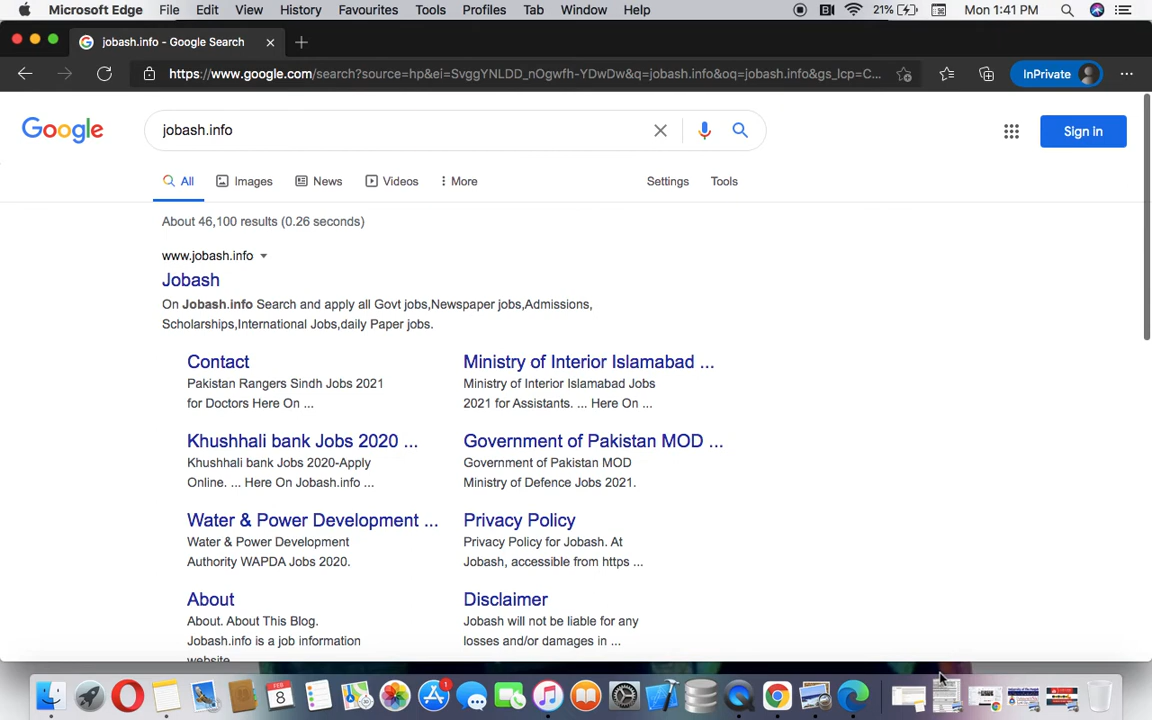 Microsoft Edge File Edit View History Favourites Tools Profiles Tab Window Help 21% Mon 1:41 PM
jobash.info - Google Search
https://www.google.com/search?source=hp&ei=SvggYNLDD_nOgwfh-YDwDw&q=jobash.info&oq=jobash.info&gs_lcp=C... InPrivate
Google jobash.info Sign in
All Images News Videos More Settings Tools
About 46,100 results (0.26 seconds)
www.jobash.info
Jobash
On Jobash.info Search and apply all Govt jobs,Newspaper jobs,Admissions,
Scholarships,International Jobs,daily Paper jobs.
Contact
Pakistan Rangers Sindh Jobs 2021
for Doctors Here On ...
Ministry of Interior Islamabad ...
Ministry of Interior Islamabad Jobs
2021 for Assistants. ... Here On ...
Khushhali bank Jobs 2020 ...
Khushhali bank Jobs 2020-Apply
Online. ... Here On Jobash.info ...
Government of Pakistan MOD ...
Government of Pakistan MOD
Ministry of Defence Jobs 2021.
Water & Power Development ...
Water & Power Development
Authority WAPDA Jobs 2020.
Privacy Policy
Privacy Policy for Jobash. At
Jobash, accessible from https ...
About
About. About This Blog.
Jobash.info is a job information
website
Disclaimer
Jobash will not be liable for any
losses and/or damages in ...
FEB
8
1